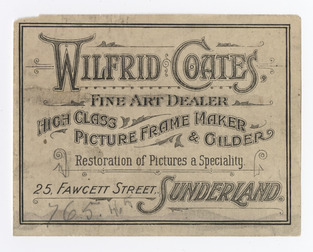 WILFRID COATES,
FINE ART DEALER
HIGH CLASS
PICTURE FRAME MAKER
& GILDER
Restoration of Pictures a Speciality.
25, FAWCETT STREET, SUNDERLAND.
765.